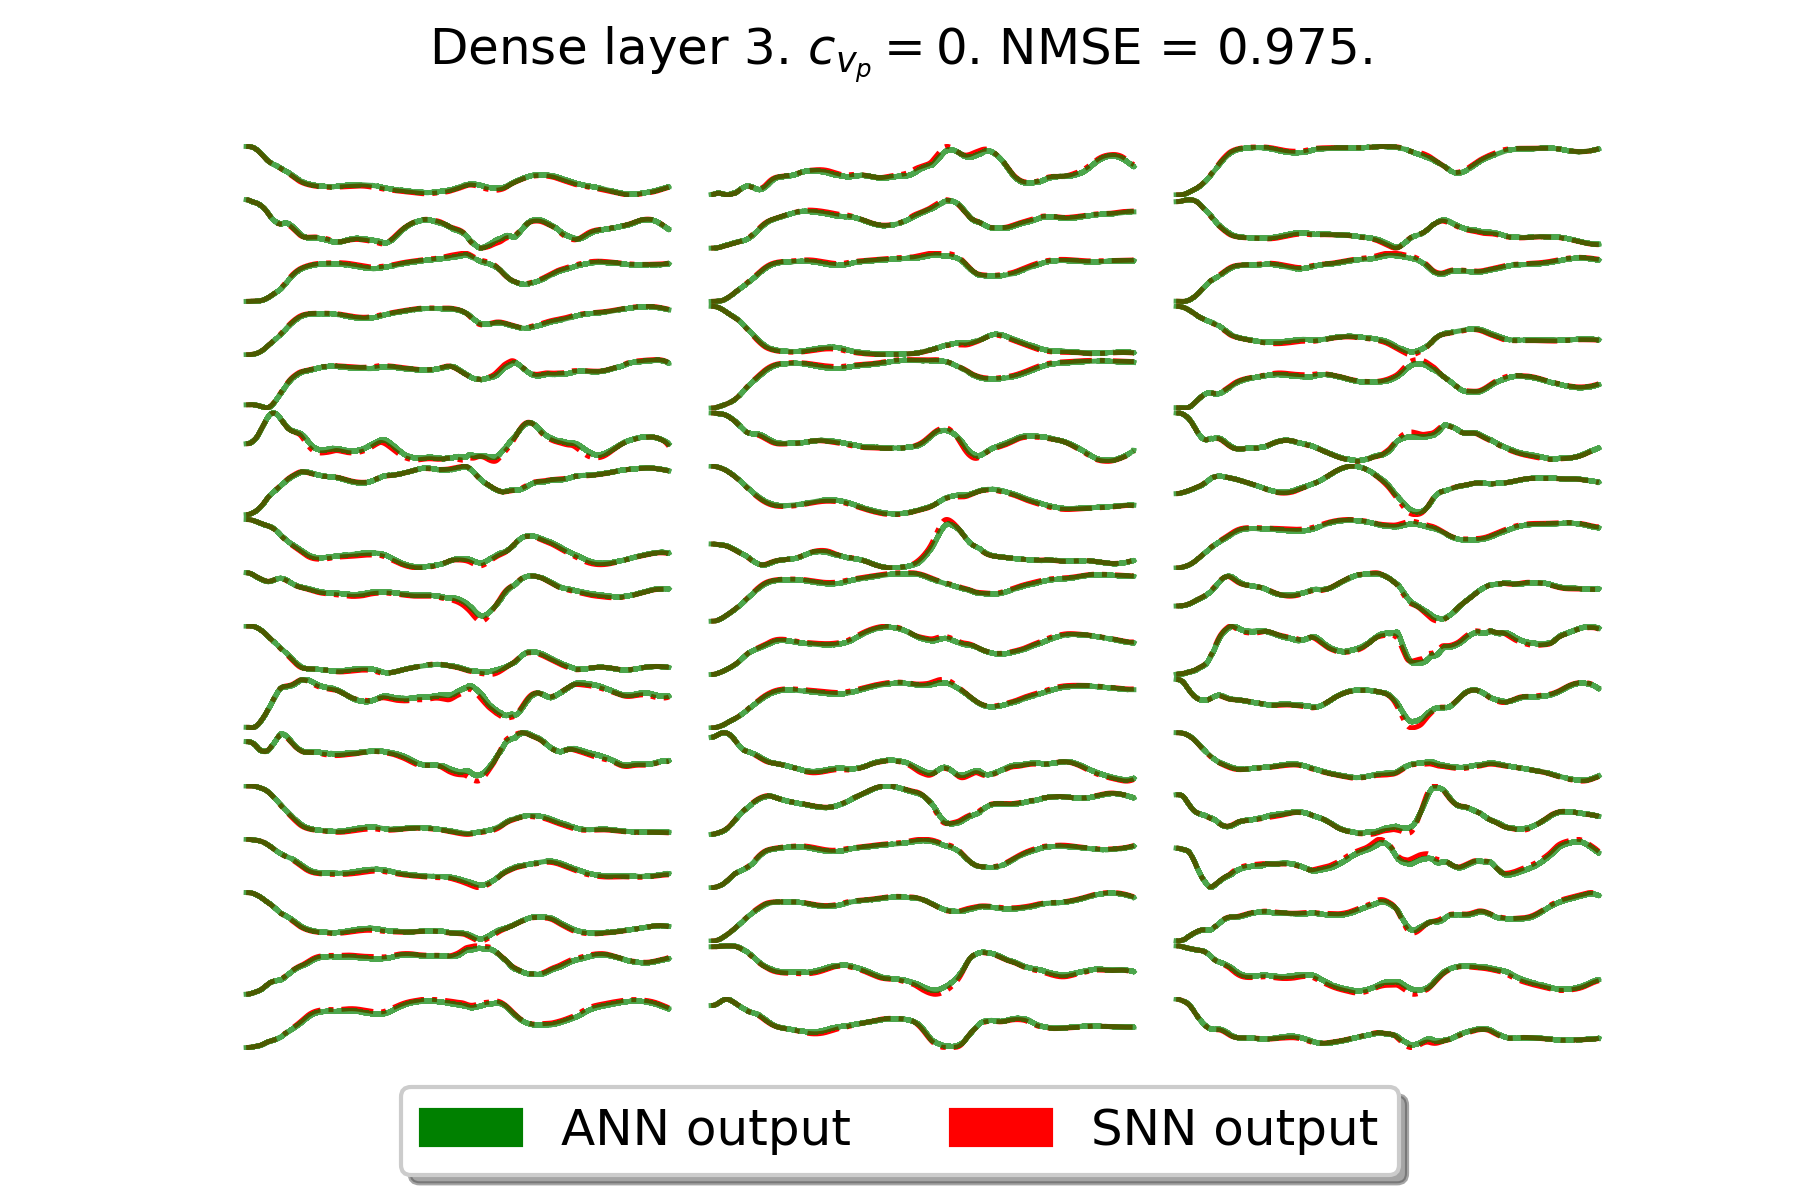 Dense layer 3. $c_{v_p} = 0$. NMSE = 0.975.
ANN output
SNN output